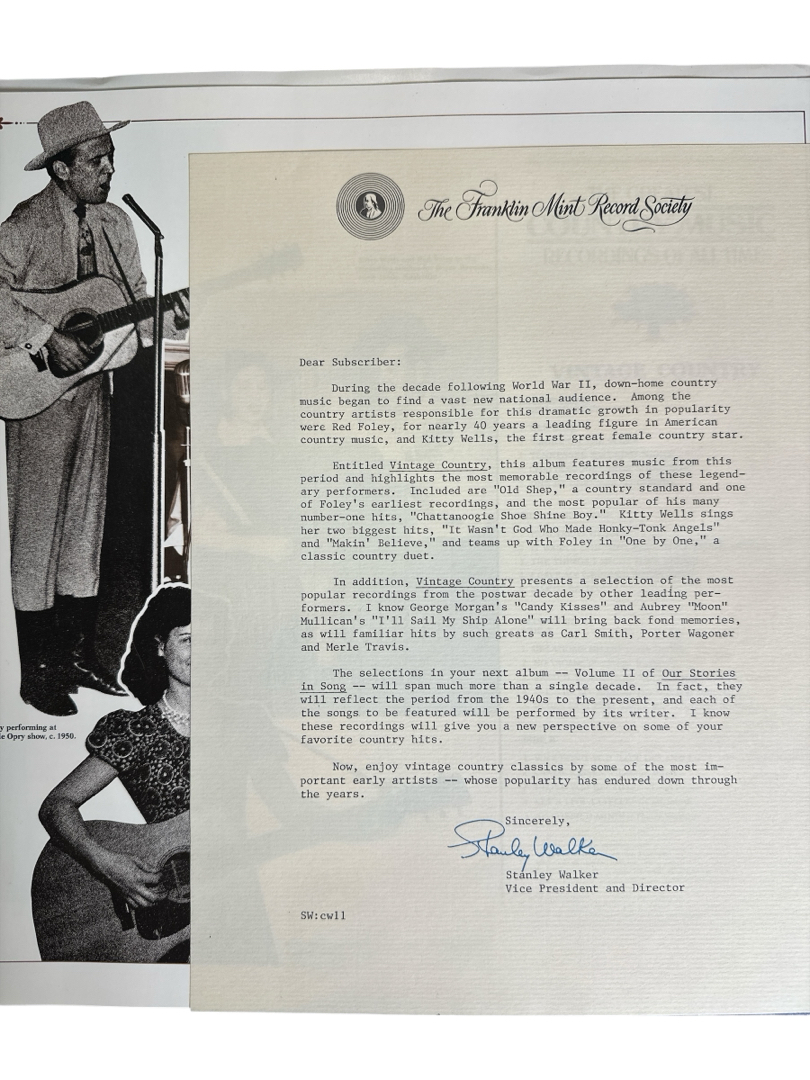 The Franklin Mint Record Society
Dear Subscriber:
During the decade following World War II, down-home country
music began to find a vast new national audience. Among the
country artists responsible for this dramatic growth in popularity
were Red Foley, for nearly 40 years a leading figure in American
country music, and Kitty Wells, the first great female country star.
Entitled Vintage Country, this album features music from this
period and highlights the most memorable recordings of these legend-
ary performers. Included are "Old Shep," a country standard and one
of Foley's earliest recordings, and the most popular of his many
number-one hits, "Chattanoogie Shoe Shine Boy." Kitty Wells sings
her two biggest hits, "It Wasn't God Who Made Honky-Tonk Angels"
and "Makin' Believe," and teams up with Foley in "One by One," a
classic country duet.
In addition, Vintage Country presents a selection of the most
popular recordings from the postwar decade by other leading per-
formers. I know George Morgan's "Candy Kisses" and Aubrey "Moon"
Mullican's "I'll Sail My Ship Alone" will bring back fond memories,
as will familiar hits by such greats as Carl Smith, Porter Wagoner
and Merle Travis.
The selections in your next album -- Volume II of Our Stories
in Song -- will span much more than a single decade. In fact, they
will reflect the period from the 1940s to the present, and each of
the songs to be featured will be performed by its writer. I know
these recordings will give you a new perspective on some of your
favorite country hits.
Now, enjoy vintage country classics by some of the most im-
portant early artists -- whose popularity has endured down through
the years.
Sincerely,
Stanley Walker
Stanley Walker
Vice President and Director
SW:cw11
y performing at
e Opry show, c. 1950.